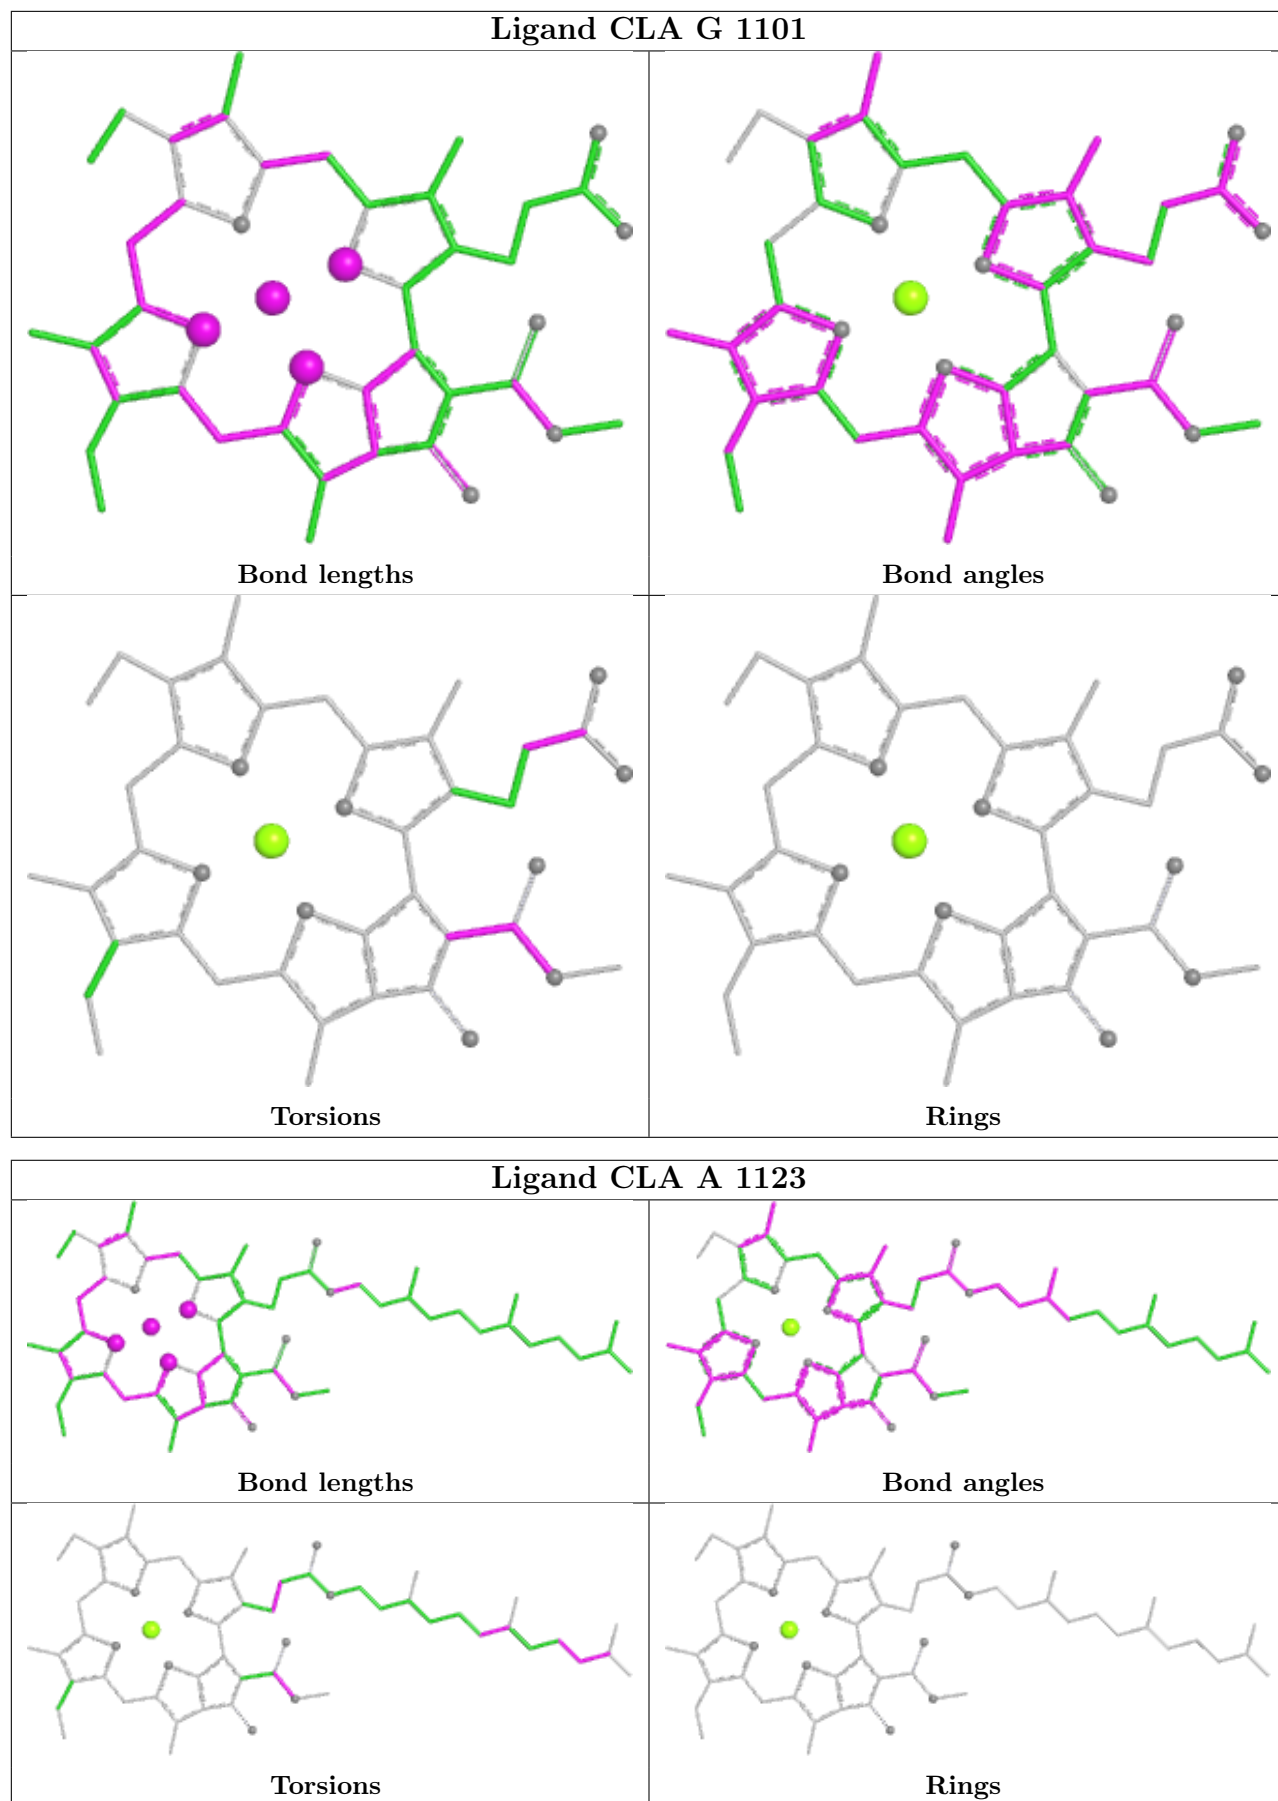 Ligand CLA G 1101
Bond lengths
Bond angles
Torsions
Rings
Ligand CLA A 1123
Bond lengths
Bond angles
Torsions
Rings